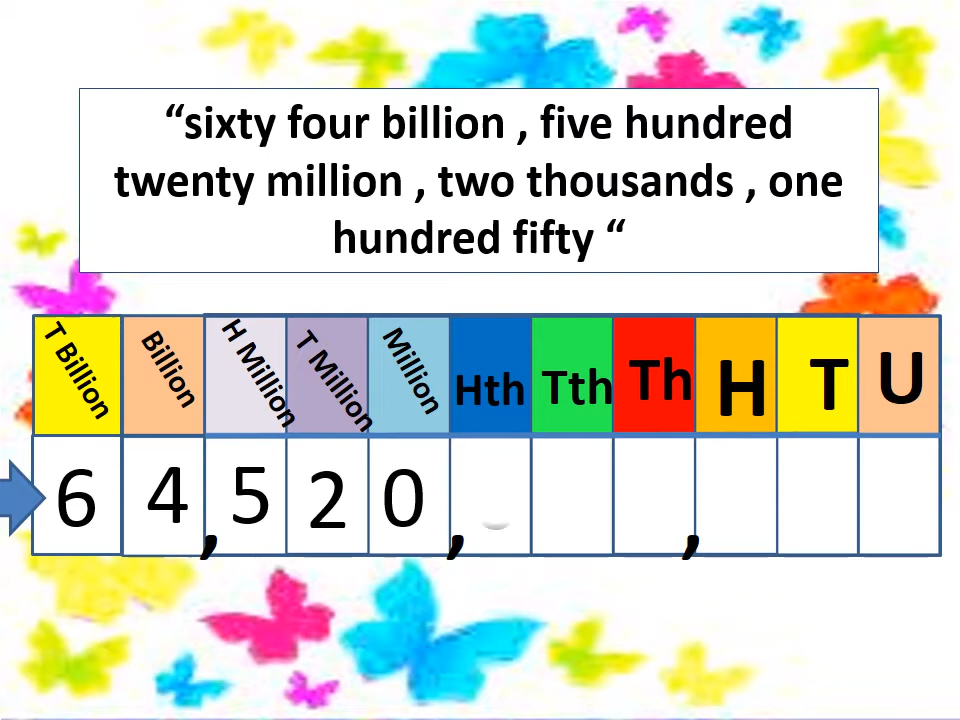 “sixty four billion , five hundred
twenty million , two thousands , one
hundred fifty “
T Billion Billion H Million T Million Million Hth Tth Th H T U
6 4 , 5 2 0 , ,